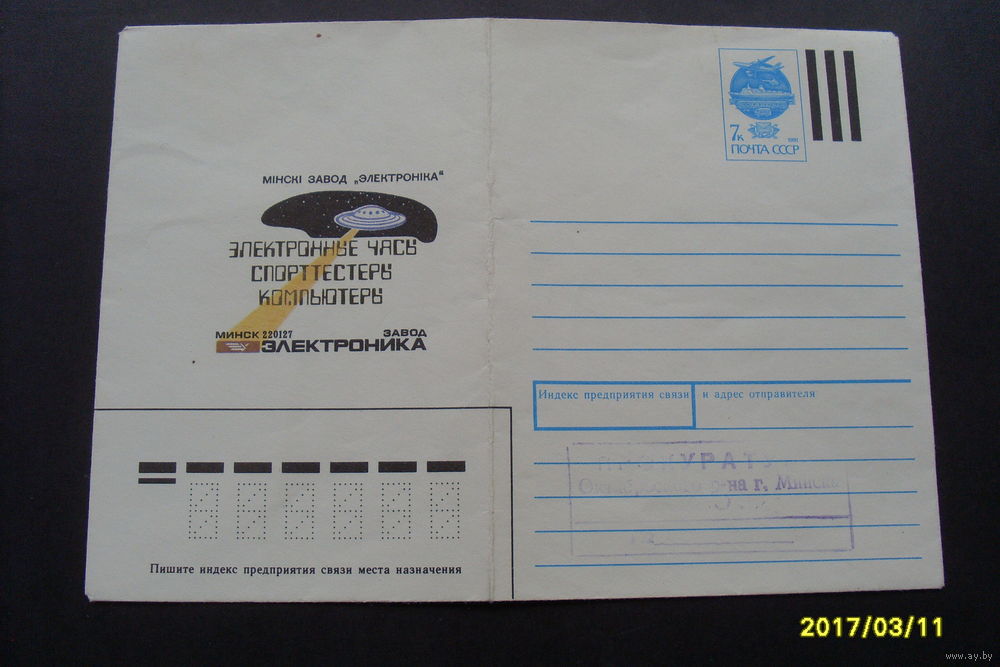 МІНСКІ ЗАВОД „ЭЛЕКТРОНІКА“
ЭЛЕКТРОННЫЕ ЧАСЫ
СПОРТТЕСТЕРЫ
КОМПЬЮТЕРЫ
МИНСК 220127 ЗАВОД
ЭЛЕКТРОНИКА
Пишите индекс предприятия связи места назначения
7к 1991
ПОЧТА СССР
Индекс предприятия связи и адрес отправителя
р-на г. Минска
2017/03/11
www.ay.by